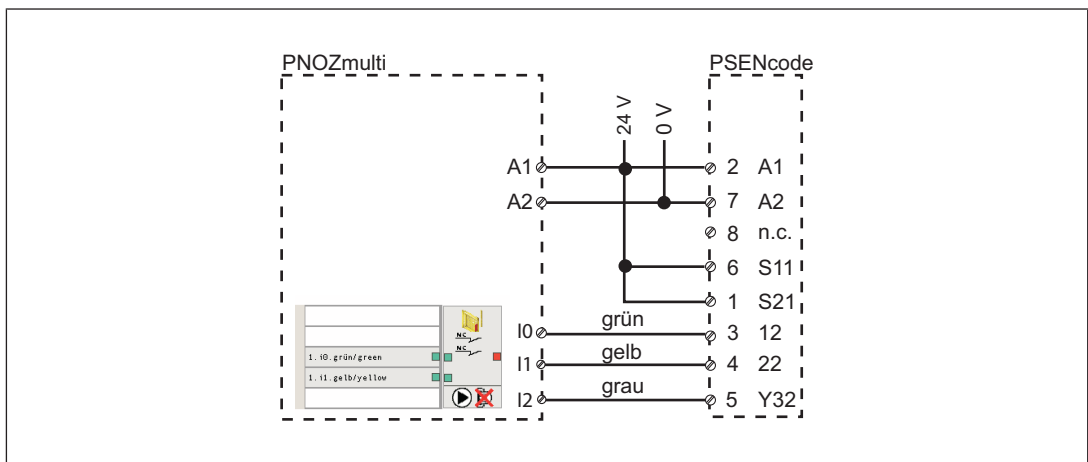 PNOZmulti
PSENcode
24 V
0 V
A1
2 A1
A2
7 A2
8 n.c.
6 S11
1 S21
I0
grün
3 12
I1
gelb
4 22
I2
grau
5 Y32
NC
NC
1. i0.grün/green
1. i1.gelb/yellow